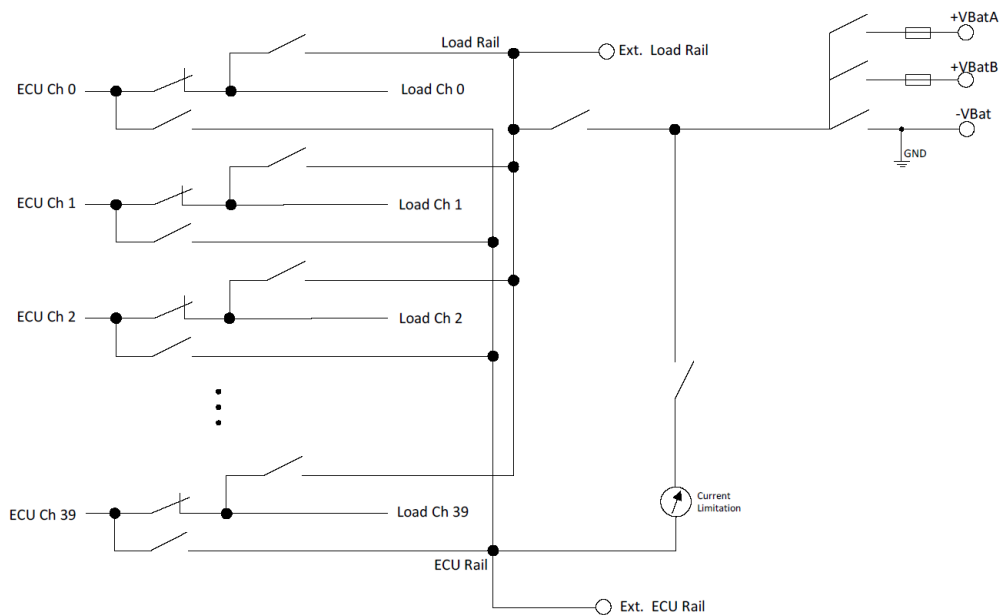 +VBatA
Load Rail
Ext. Load Rail
+VBatB
ECU Ch 0
Load Ch 0
-VBat
GND
ECU Ch 1
Load Ch 1
ECU Ch 2
Load Ch 2
Current
Limitation
ECU Ch 39
Load Ch 39
ECU Rail
Ext. ECU Rail